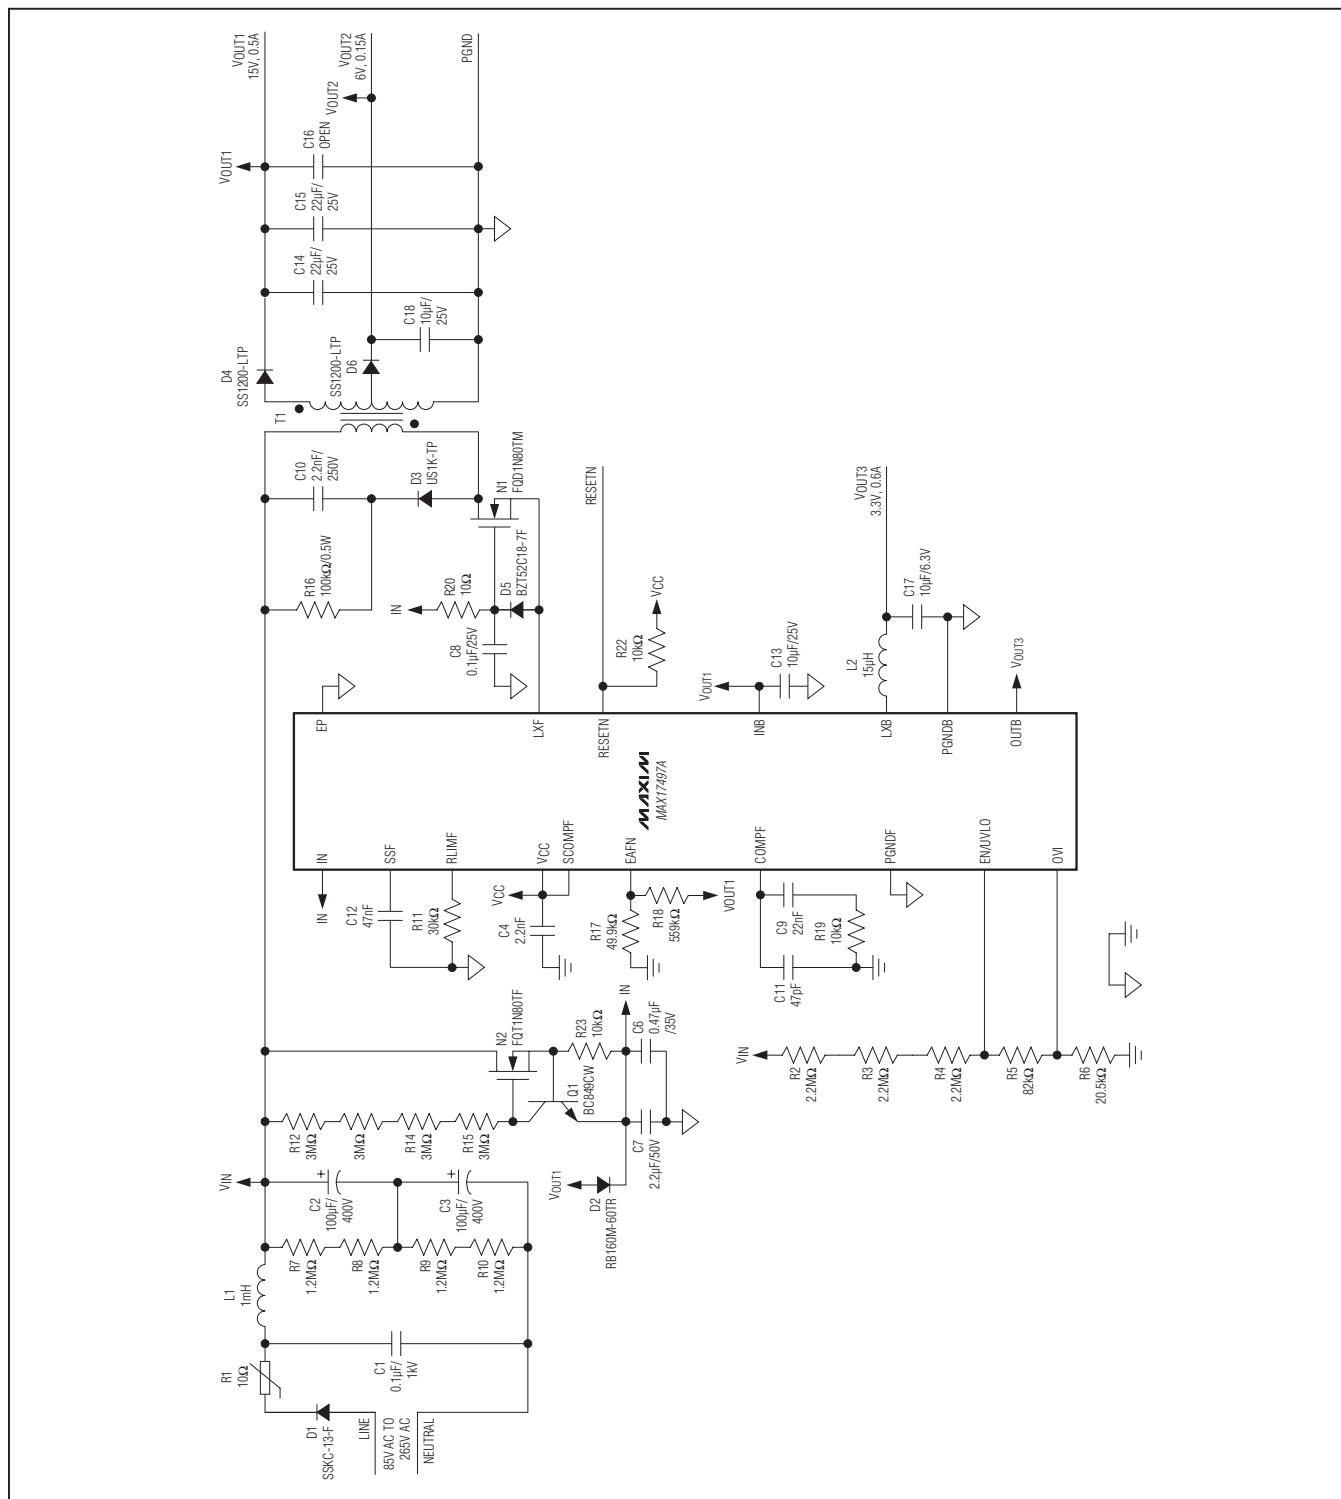 VOUT1
15V, 0.5A
VOUT2
6V, 0.15A
PGND
VOUT2
VOUT1
C16
OPEN
C15
22µF/
25V
C14
22µF/
25V
C18
10µF/
25V
D4
SS1200-LTP
SS1200-LTP
D6
T1
C10
2.2nF/
250V
D3
US1K-TP
N1
FQD1N80TM
R16
100kΩ/0.5W
IN
R20
10Ω
D5
BZT52C18-7F
C8
0.1µF/25V
RESETN
VCC
R22
10kΩ
VOUT1
C13
10µF/25V
VOUT3
3.3V, 0.6A
C17
10µF/6.3V
L2
15µH
VOUT3
EP
LXF
RESETN
INB
LXB
PGNDB
OUTB
MAXIM
MAX17497A
IN
SSF
RLIMF
VCC
SCOMPF
EAFN
COMPF
PGNDF
EN/UVLO
OVI
IN
C12
47nF
R11
30kΩ
VCC
C4
2.2nF
R17
49.9kΩ
R18
559kΩ
VOUT1
C9
22nF
R19
10kΩ
C11
47pF
N2
FQT1N80TF
R23
10kΩ
IN
C6
0.47µF
/35V
Q1
BC849CW
C7
2.2µF/50V
VOUT1
D2
RB160M-60TR
R12
3MΩ
3MΩ
R14
3MΩ
R15
3MΩ
VIN
R2
2.2MΩ
R3
2.2MΩ
R4
2.2MΩ
R5
82kΩ
R6
20.5kΩ
VIN
C2
100µF/
400V
C3
100µF/
400V
R7
1.2MΩ
R8
1.2MΩ
R9
1.2MΩ
R10
1.2MΩ
L1
1mH
C1
0.1µF/
1kV
R1
10Ω
D1
SSKC-13-F
LINE
85V AC TO
265V AC
NEUTRAL